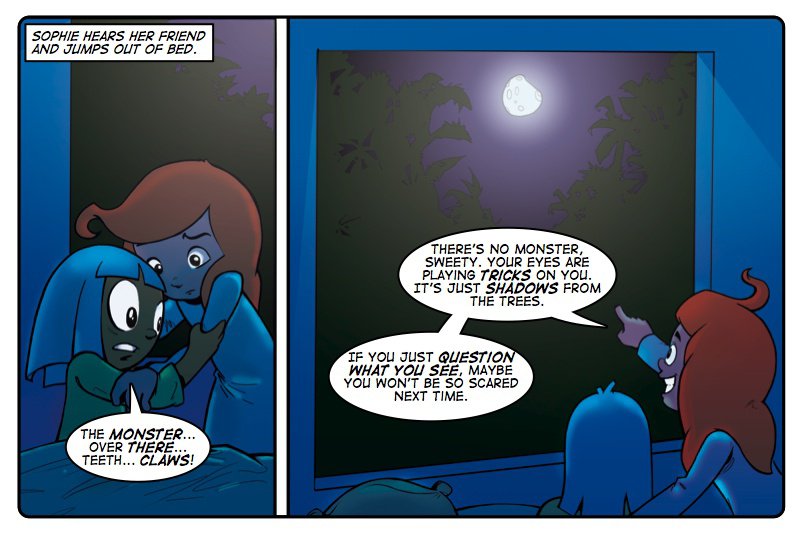 SOPHIE HEARS HER FRIEND
AND JUMPS OUT OF BED.
THE MONSTER...
OVER THERE...
TEETH... CLAWS!
THERE'S NO MONSTER,
SWEETY. YOUR EYES ARE
PLAYING TRICKS ON YOU.
IT'S JUST SHADOWS FROM
THE TREES.
IF YOU JUST QUESTION
WHAT YOU SEE, MAYBE
YOU WON'T BE SO SCARED
NEXT TIME.